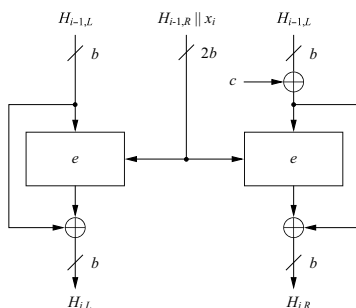 H_{i−1,L} H_{i−1,R} || x_i H_{i−1,L}
b 2b b
c
e e
b b
H_{i,L} H_{i,R}